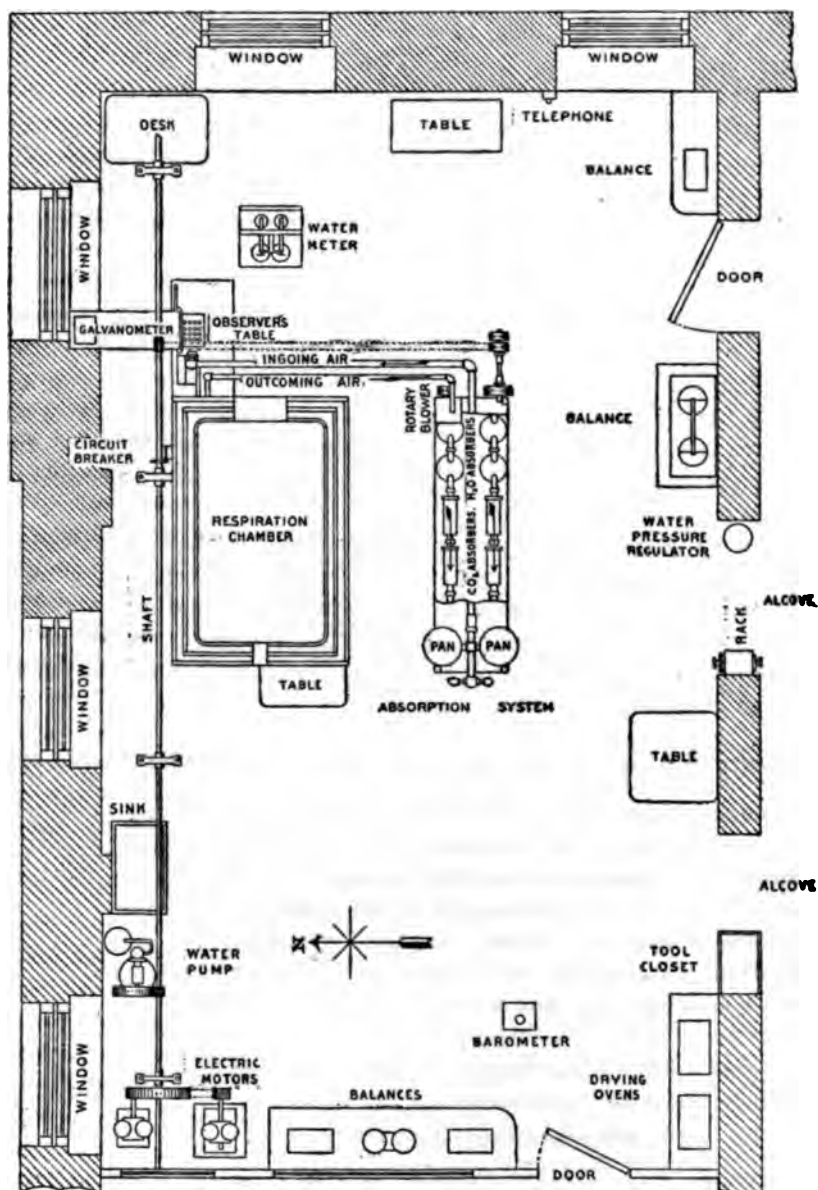 WINDOW
WINDOW
DESK
TABLE
TELEPHONE
BALANCE
WINDOW
WATER
METER
DOOR
GALVANOMETER
OBSERVERS
TABLE
INGOING AIR
OUTCOMING AIR
ROTARY
BLOWER
BALANCE
CIRCUIT
BREAKER
CO₂ ABSORBERS, H₂O ABSORBERS
RESPIRATION
CHAMBER
WATER
PRESSURE
REGULATOR
SHAFT
RACK
ALCOVE
PAN
PAN
WINDOW
TABLE
ABSORPTION SYSTEM
TABLE
SINK
ALCOVE
N
WATER
PUMP
TOOL
CLOSET
BAROMETER
WINDOW
ELECTRIC
MOTORS
BALANCES
DRYING
OVENS
DOOR